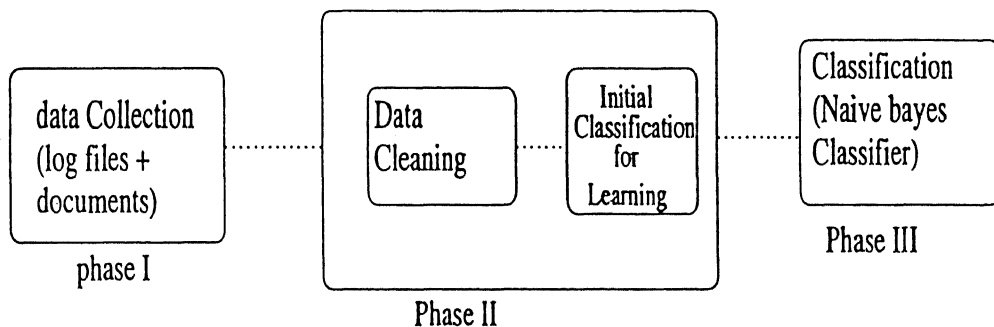 data Collection
(log files +
documents)
phase I
Data
Cleaning
Initial
Classification
for
Learning
Phase II
Classification
(Naive bayes
Classifier)
Phase III